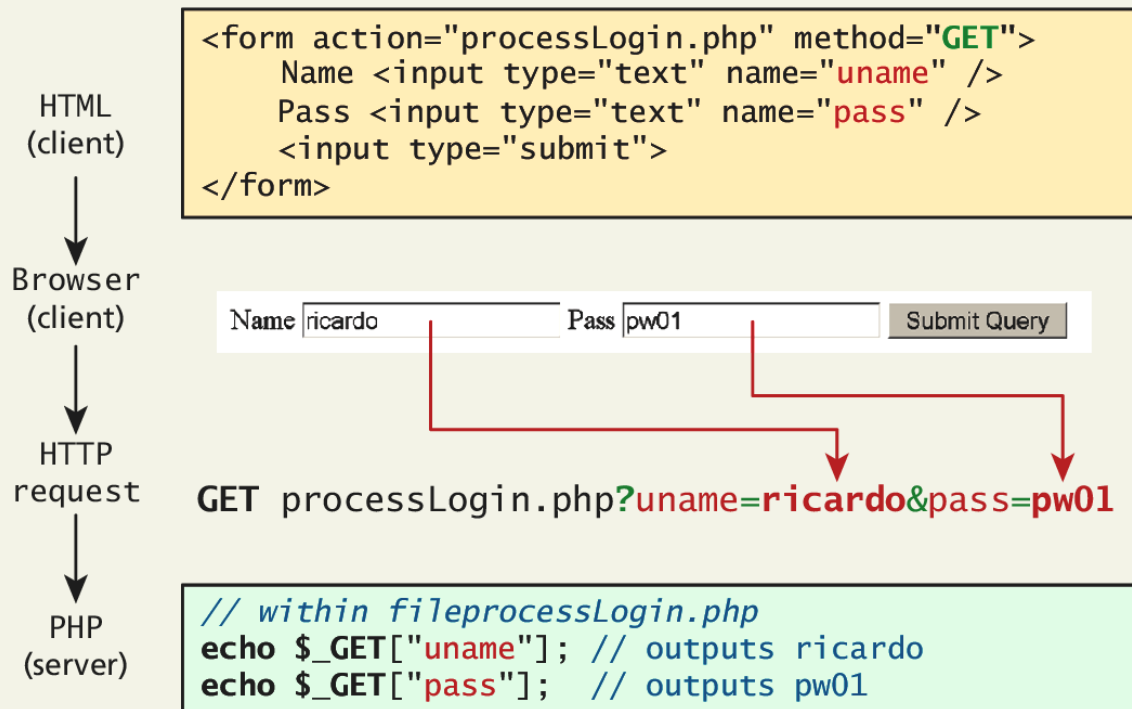 <form action="processLogin.php" method="GET">
Name <input type="text" name="uname" />
Pass <input type="text" name="pass" />
<input type="submit">
</form>
HTML
(client)
Browser
(client)
Name ricardo Pass pw01 Submit Query
HTTP
request
GET processLogin.php?uname=ricardo&pass=pw01
PHP
(server)
// within fileprocessLogin.php
echo $_GET["uname"]; // outputs ricardo
echo $_GET["pass"]; // outputs pw01